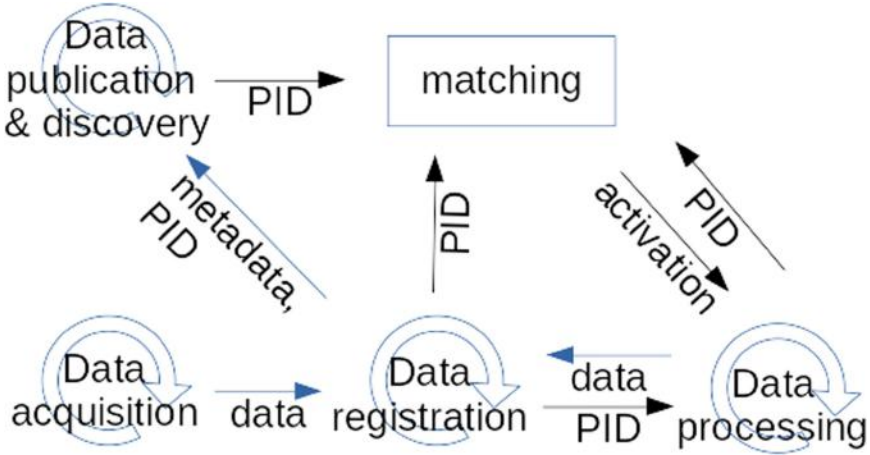 Data
publication
& discovery
PID
matching
metadata,
PID
PID
activation
PID
Data
acquisition
data
Data
registration
data
PID
Data
processing